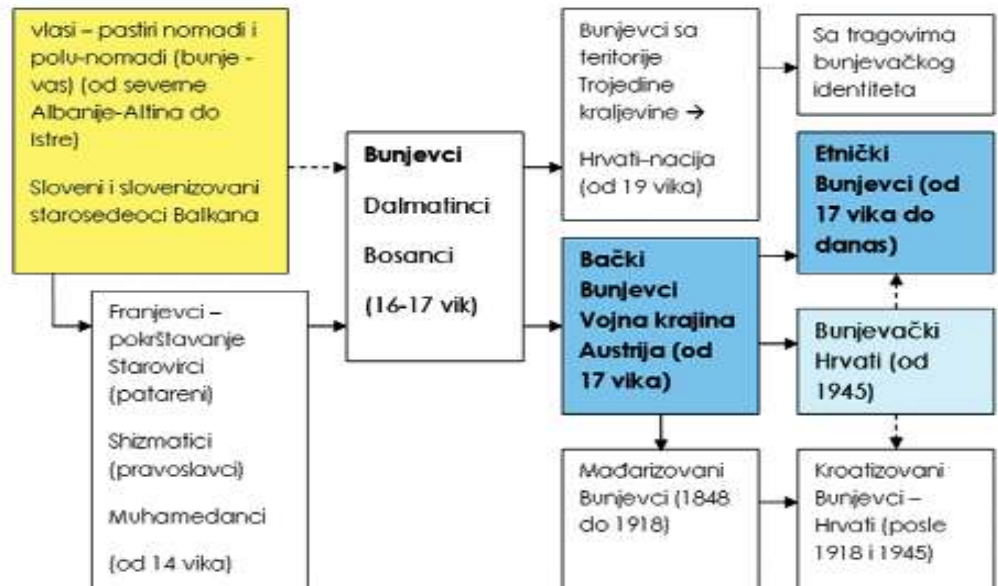 vlasi – pastiri nomadi i
polu-nomadi (bunje -
vas) (od severne
Albanije-Altina do
Istre)
Sloveni i slovenizovani
starosedeoci Balkana
Franjevci –
pokrštavanje
Starovirci
(patareni)
Shizmatici
(pravoslavci)
Muhamedanci
(od 14 vika)
Bunjevci
Dalmatinci
Bosanci
(16-17 vik)
Bunjevci sa
teritorije
Trojedine
kraljevine →
Hrvati-nacija
(od 19 vika)
Bački
Bunjevci
Vojna krajina
Austrija (od
17 vika)
Mađarizovani
Bunjevci (1848
do 1918)
Sa tragovima
bunjevačkog
identiteta
Etnički
Bunjevci (od
17 vika do
danas)
Bunjevački
Hrvati (od
1945)
Kroatizovani
Bunjevci –
Hrvati (posle
1918 i 1945)